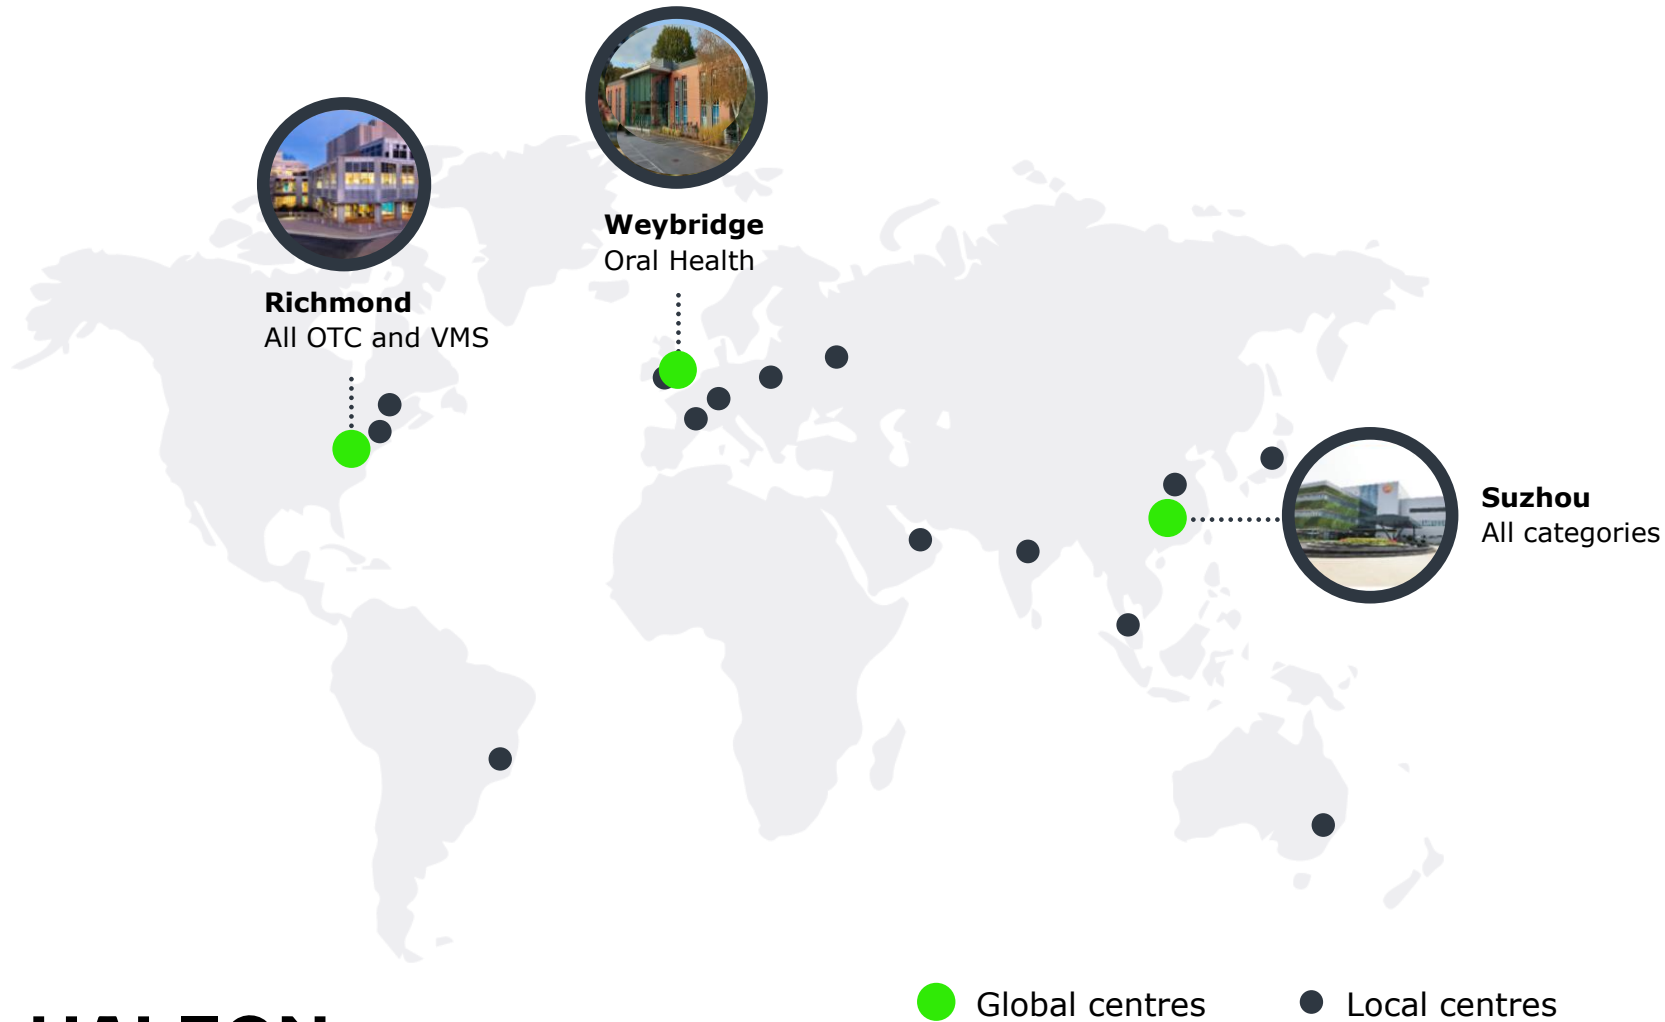 Weybridge
Oral Health
Richmond
All OTC and VMS
Suzhou
All categories
Global centres
Local centres